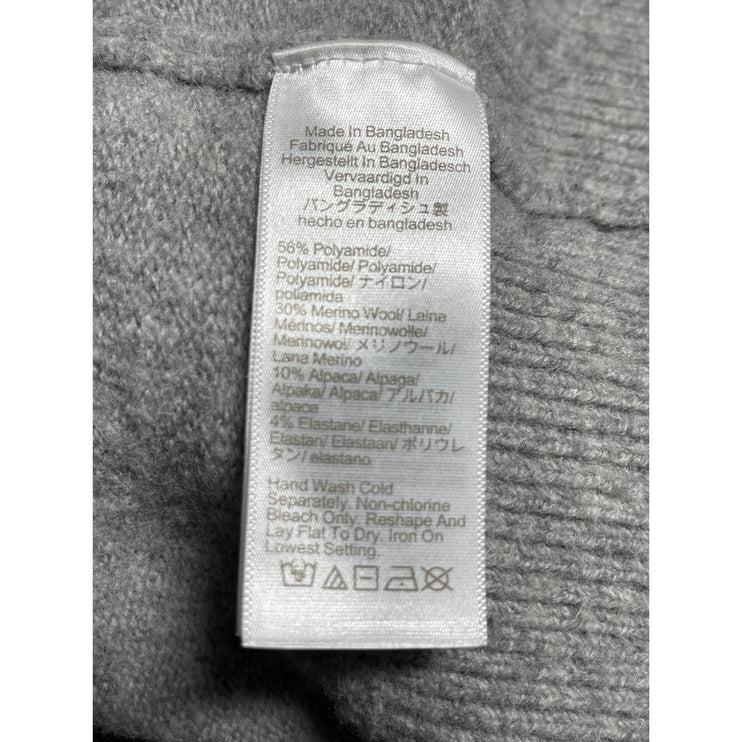 Made In Bangladesh
Fabriqué Au Bangladesh
Hergestellt In Bangladesch
Vervaardigd In
Bangladesh
バングラディシュ製
hecho en bangladesh
56% Polyamide/
Polyamide/ Polyamide/
Polyamide/ ナイロン/
poliamida
30% Merino Wool/ Laine
Mérinos/ Merinowolle/
Merinowol/ メリノウール/
Lana Merino
10% Alpaca/ Alpaga/
Alpaka/ Alpaca/ アルパカ/
alpaca
4% Elastane/ Elasthanne/
Elastan/ Elastaan/ ポリウレ
タン/ elastano
Hand Wash Cold
Separately. Non-chlorine
Bleach Only. Reshape And
Lay Flat To Dry. Iron On
Lowest Setting.